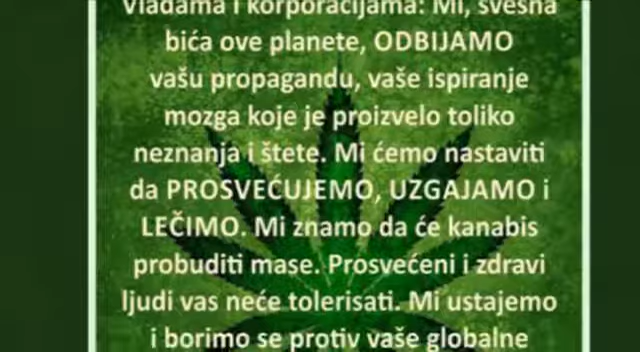 Vladama i korporacijama: Mi, svesna
bića ove planete, ODBIJAMO
vašu propagandu, vaše ispiranje
mozga koje je proizvelo toliko
neznanja i štete. Mi ćemo nastaviti
da PROSVEĆUJEMO, UZGAJAMO i
LEČIMO. Mi znamo da će kanabis
probuditi mase. Prosvećeni i zdravi
ljudi vas neće tolerisati. Mi ustajemo
i borimo se protiv vaše globalne